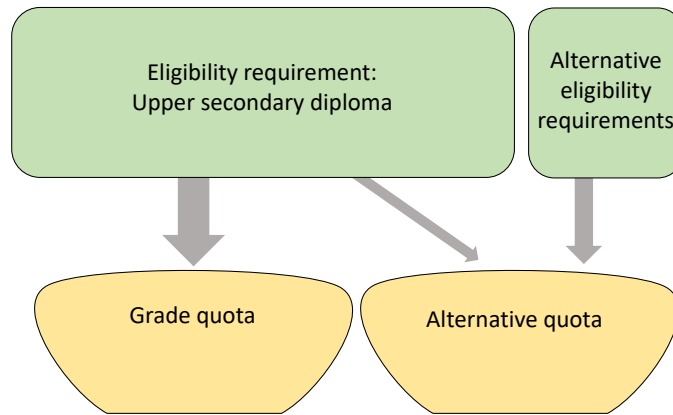 Eligibility requirement:
Upper secondary diploma
Alternative
eligibility
requirements
Grade quota
Alternative quota